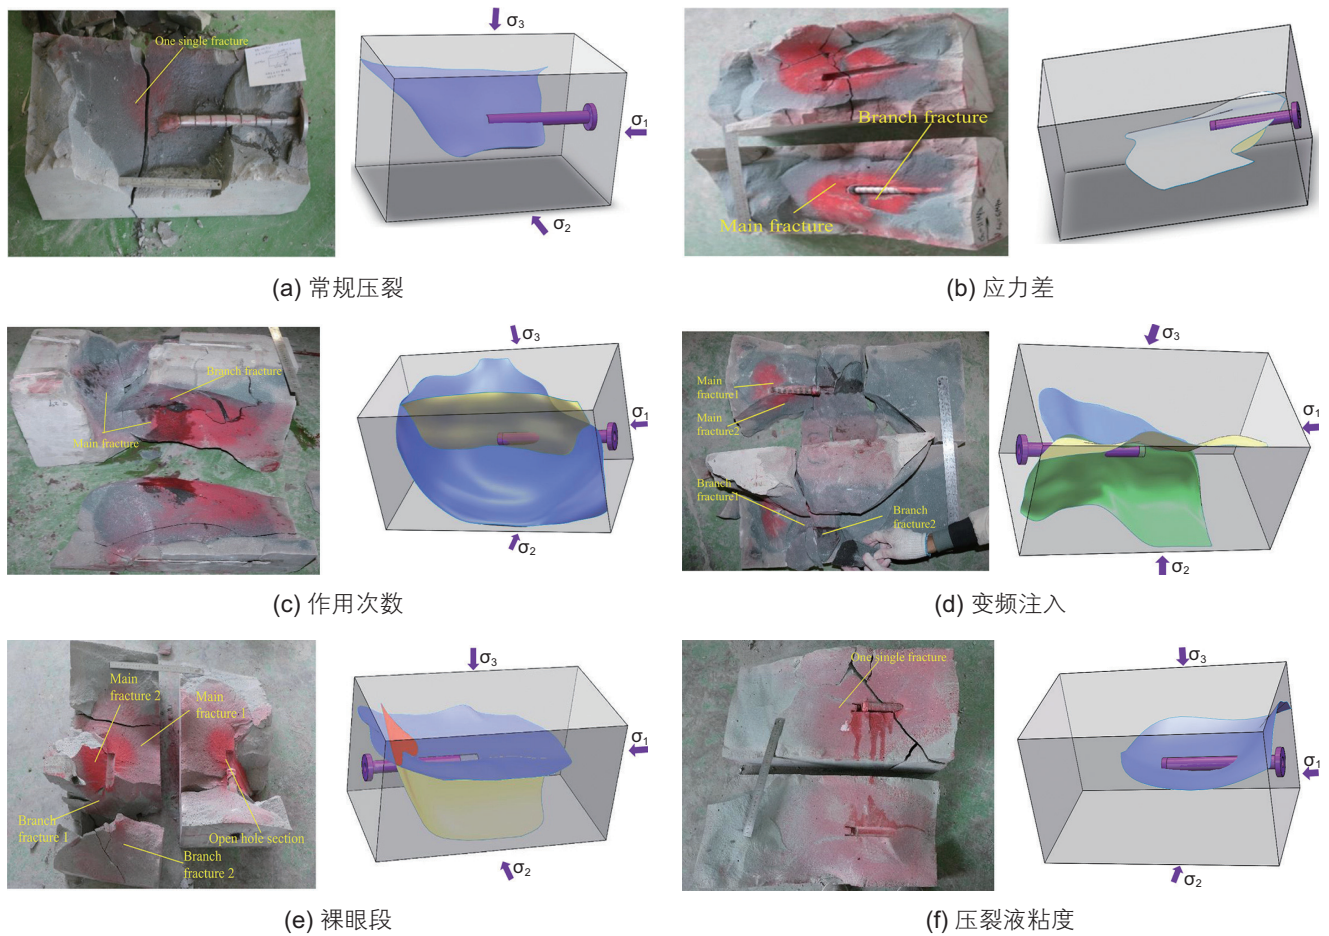 One single fracture
σ3
σ1
σ2
Branch fracture
Main fracture
(a) 常规压裂
(b) 应力差
Branch fracture
Main fracture
σ3
σ1
σ2
Main
fracture1
Main
fracture2
Branch
fracture1
Branch
fracture2
σ3
σ1
σ2
(c) 作用次数
(d) 变频注入
Main
fracture 2
Main
fracture 1
Branch
fracture 1
Open hole section
Branch
fracture 2
σ3
σ1
σ2
One single fracture
σ3
σ1
σ2
(e) 裸眼段
(f) 压裂液粘度